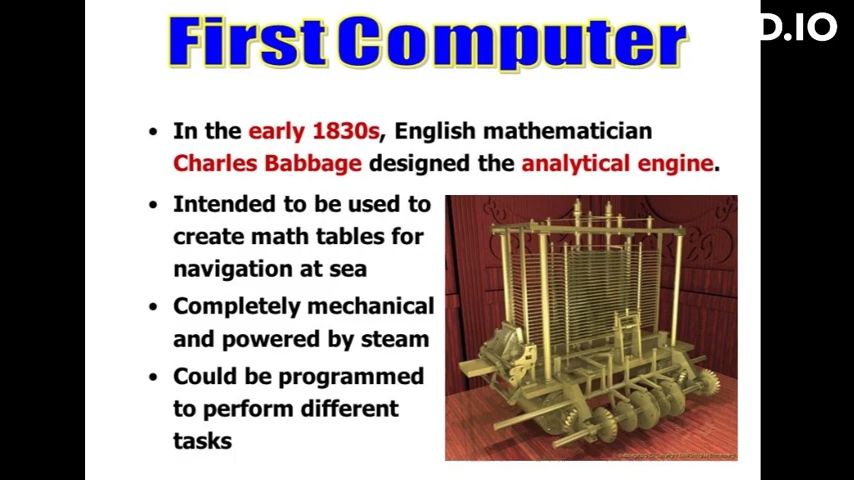 First Computer
D.IO
• In the early 1830s, English mathematician
Charles Babbage designed the analytical engine.
• Intended to be used to
create math tables for
navigation at sea
• Completely mechanical
and powered by steam
• Could be programmed
to perform different
tasks